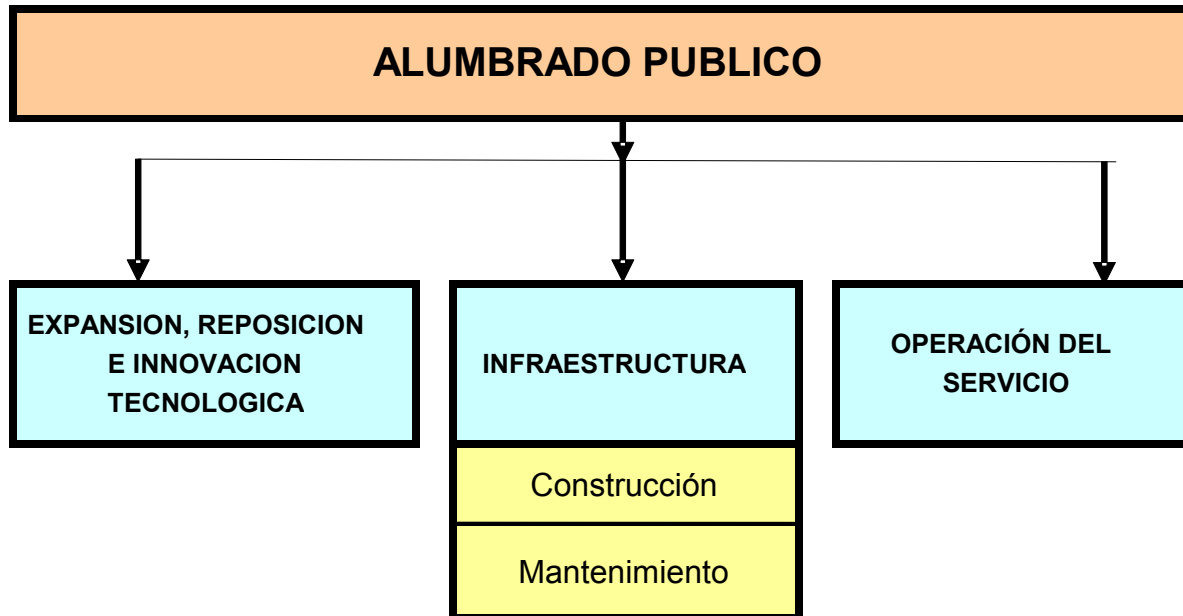 ALUMBRADO PUBLICO
EXPANSION, REPOSICION
E INNOVACION
TECNOLOGICA
INFRAESTRUCTURA
Construcción
Mantenimiento
OPERACIÓN DEL
SERVICIO